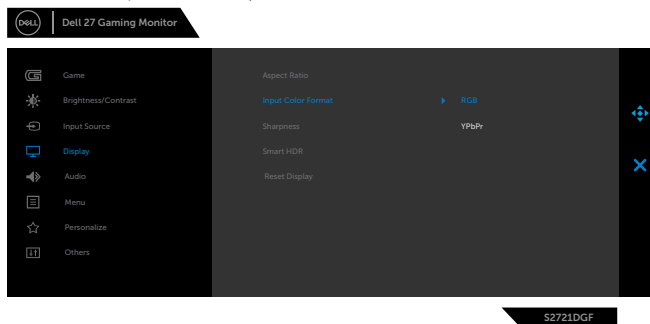 DELL
Dell 27 Gaming Monitor
Game
Aspect Ratio
Brightness/Contrast
Input Color Format
RGB
Input Source
Sharpness
YPbPr
Display
Smart HDR
Audio
Reset Display
Menu
Personalize
Others
S2721DGF